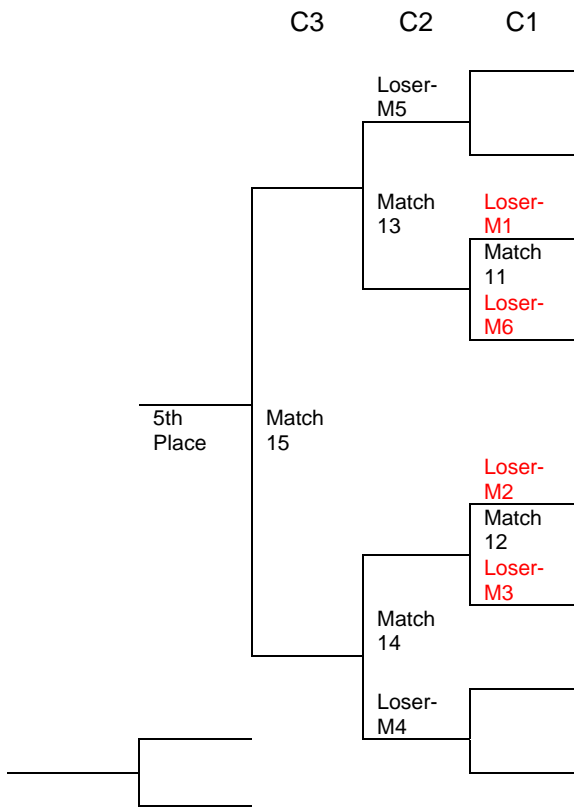 C3 C2 C1
Loser-
M5
Match
13
Loser-
M1
Match
11
Loser-
M6
5th
Place
Match
15
Loser-
M2
Match
12
Loser-
M3
Match
14
Loser-
M4